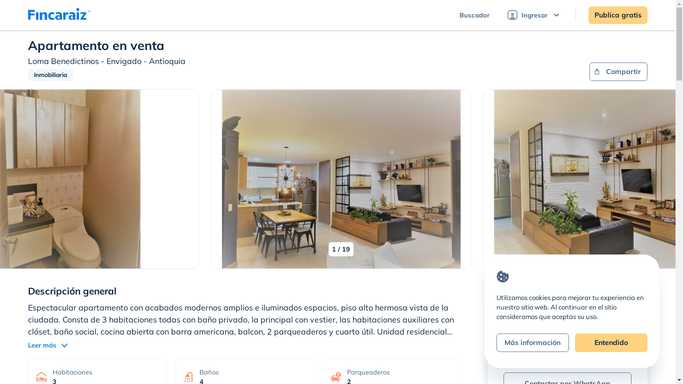 Fincaraiz
Buscador
Ingresar
Publica gratis
Apartamento en venta
Loma Benedictinos - Envigado - Antioquia
Inmobiliaria
Compartir
1 / 19
Descripción general
Espectacular apartamento con acabados modernos amplios e iluminados espacios, piso alto hermosa vista de la
ciudada. Consta de 3 habitaciones todas con baño privado, la principal con vestier, las habitaciones auxiliares con
clóset, baño social, cocina abierta con barra americana, balcon, 2 parqueaderos y cuarto útil. Unidad residencial...
Leer más
Habitaciones
3
Baños
4
Parqueaderos
2
Utilizamos cookies para mejorar tu experiencia en
nuestro sitio web. Al continuar en el sitio
consideramos que aceptas su uso.
Más información
Entendido
Contactar por WhatsApp